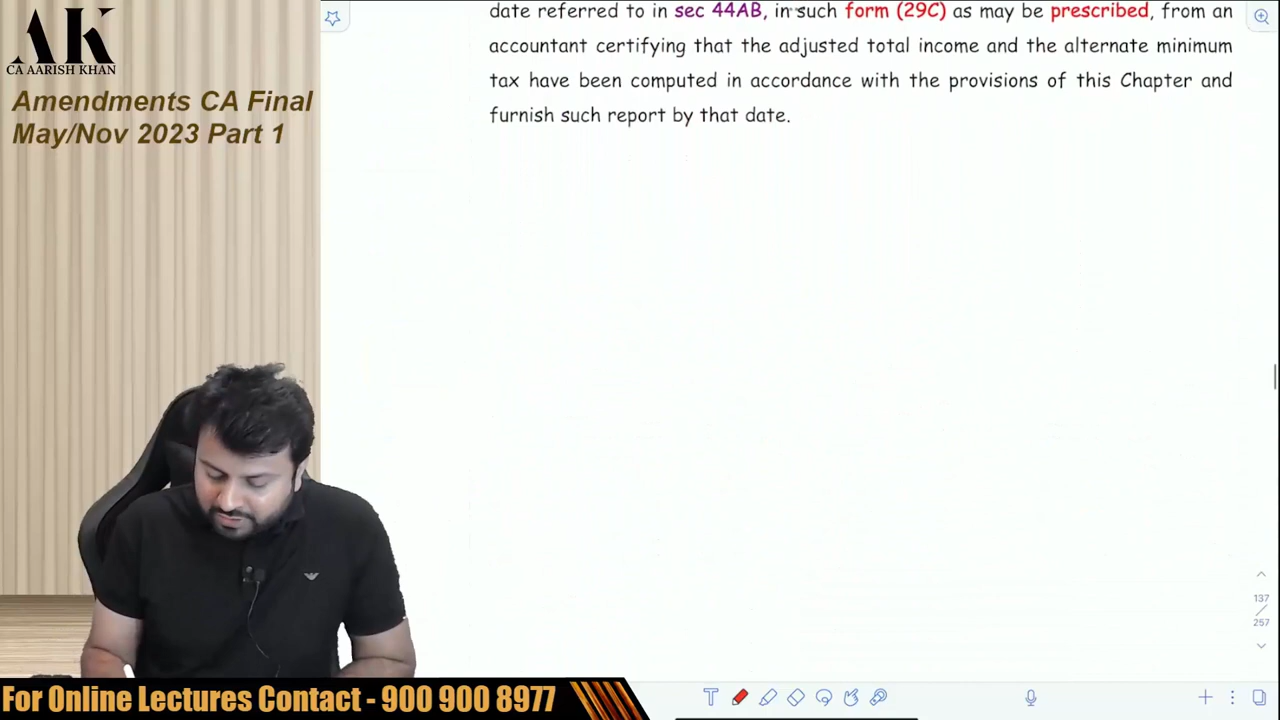 AK
CA AARISH KHAN
Amendments CA Final
May/Nov 2023 Part 1
date referred to in sec 44AB, in such form (29C) as may be prescribed, from an
accountant certifying that the adjusted total income and the alternate minimum
tax have been computed in accordance with the provisions of this Chapter and
furnish such report by that date.
137
257
For Online Lectures Contact - 900 900 8977
T